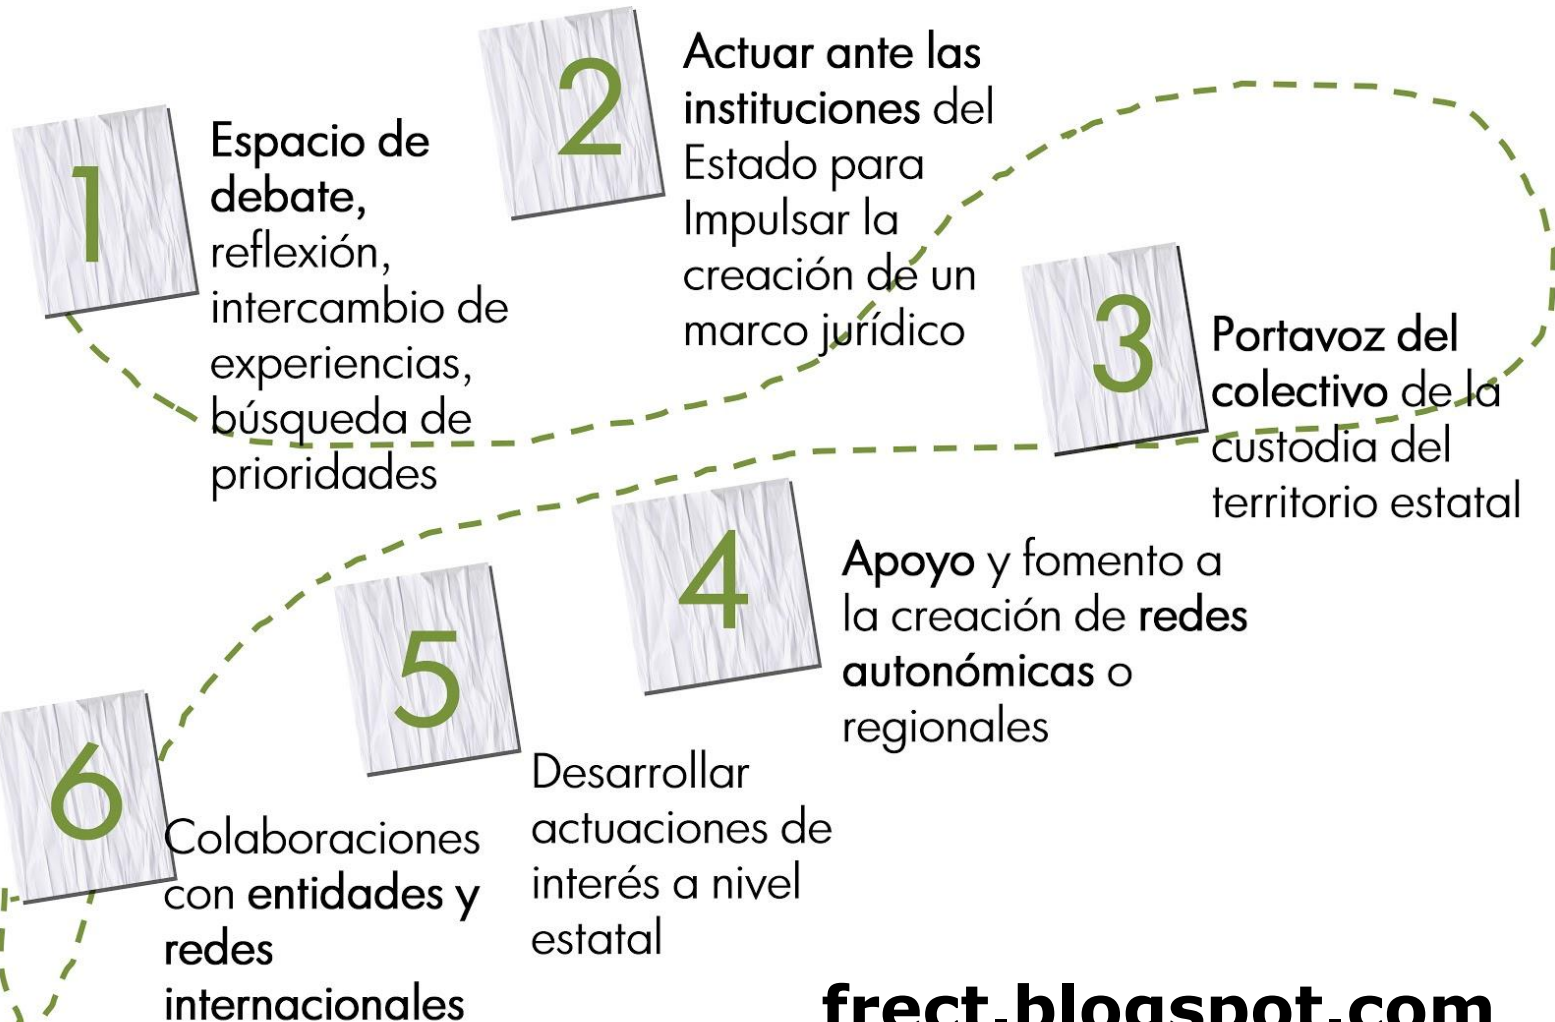 1
Espacio de
debate,
reflexión,
intercambio de
experiencias,
búsqueda de
prioridades
2
Actuar ante las
instituciones del
Estado para
Impulsar la
creación de un
marco jurídico
3
Portavoz del
colectivo de la
custodia del
territorio estatal
4
Apoyo y fomento a
la creación de redes
autonómicas o
regionales
5
Desarrollar
actuaciones de
interés a nivel
estatal
6
Colaboraciones
con entidades y
redes
internacionales
frect.blogspot.com